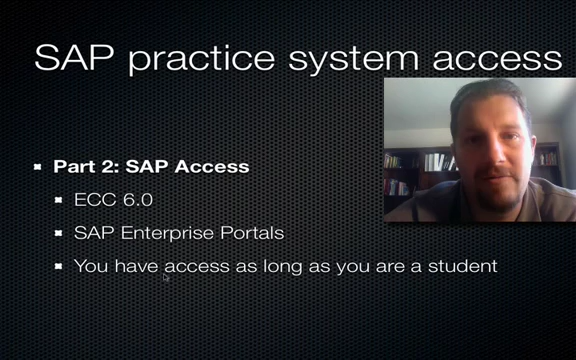 SAP practice system access
Part 2: SAP Access
ECC 6.0
SAP Enterprise Portals
You have access as long as you are a student